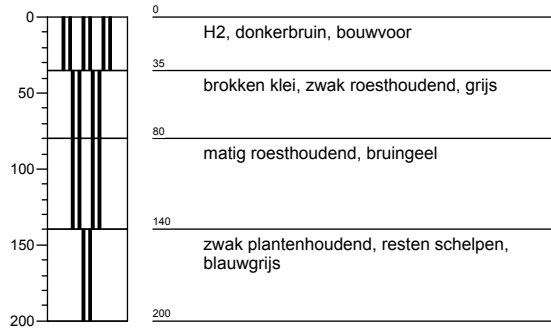 0
0
H2, donkerbruin, bouwvoor
35
brokken klei, zwak roesthoudend, grijs
50
80
matig roesthoudend, bruingeel
100
140
150
zwak plantenhoudend, resten schelpen,
blauwgrijs
200
200